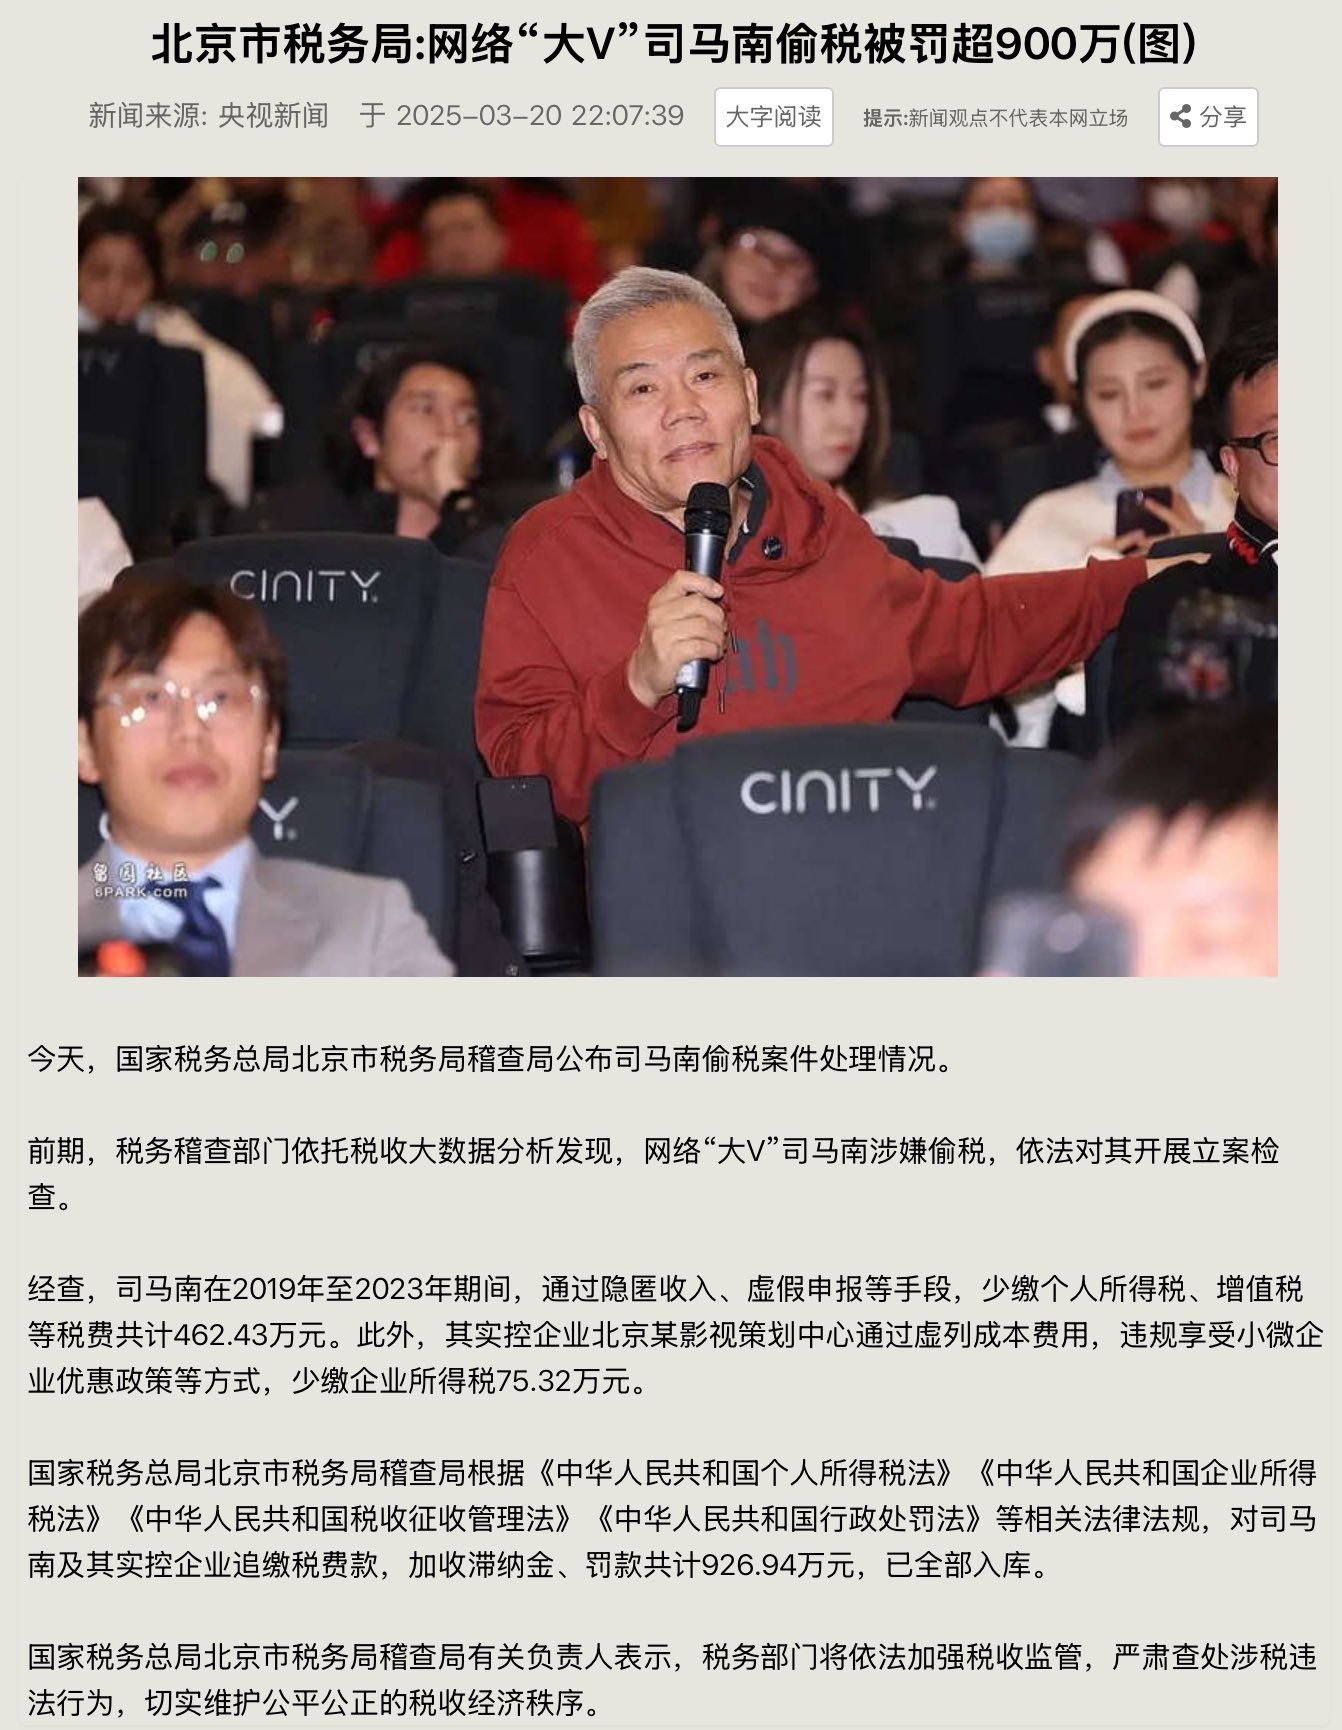 北京市税务局:网络“大V”司马南偷税被罚超900万(图)
新闻来源: 央视新闻 于 2025-03-20 22:07:39 大字阅读 提示:新闻观点不代表本网立场 分享
CINITY
CINITY
Y
留园社区
6PARK.com
今天，国家税务总局北京市税务局稽查局公布司马南偷税案件处理情况。
前期，税务稽查部门依托税收大数据分析发现，网络“大V”司马南涉嫌偷税，依法对其开展立案检
查。
经查，司马南在2019年至2023年期间，通过隐匿收入、虚假申报等手段，少缴个人所得税、增值税
等税费共计462.43万元。此外，其实控企业北京某影视策划中心通过虚列成本费用，违规享受小微企
业优惠政策等方式，少缴企业所得税75.32万元。
国家税务总局北京市税务局稽查局根据《中华人民共和国个人所得税法》《中华人民共和国企业所得
税法》《中华人民共和国税收征收管理法》《中华人民共和国行政处罚法》等相关法律法规，对司马
南及其实控企业追缴税费款，加收滞纳金、罚款共计926.94万元，已全部入库。
国家税务总局北京市税务局稽查局有关负责人表示，税务部门将依法加强税收监管，严肃查处涉税违
法行为，切实维护公平公正的税收经济秩序。